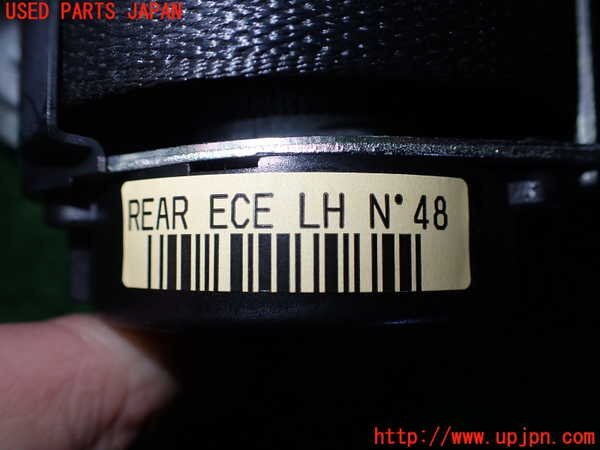 USED PARTS JAPAN
REAR ECE LH N° 48
http://www.upjpn.com/